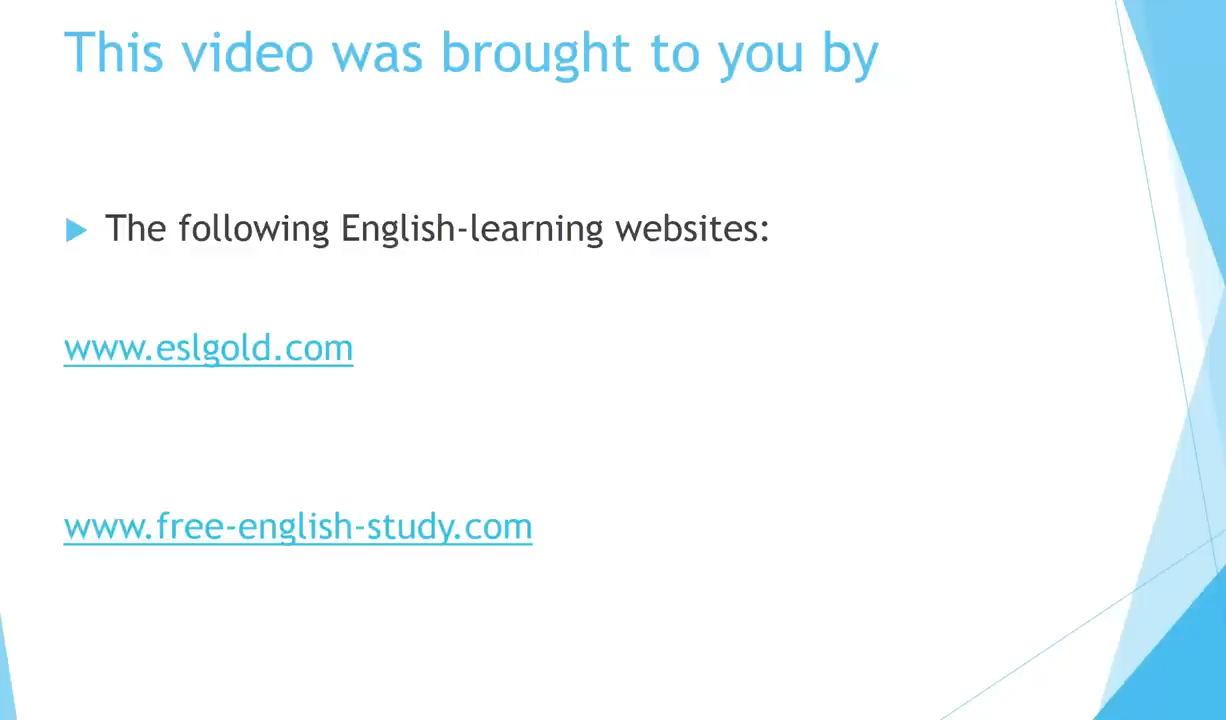 This video was brought to you by
The following English-learning websites:
www.eslgold.com
www.free-english-study.com